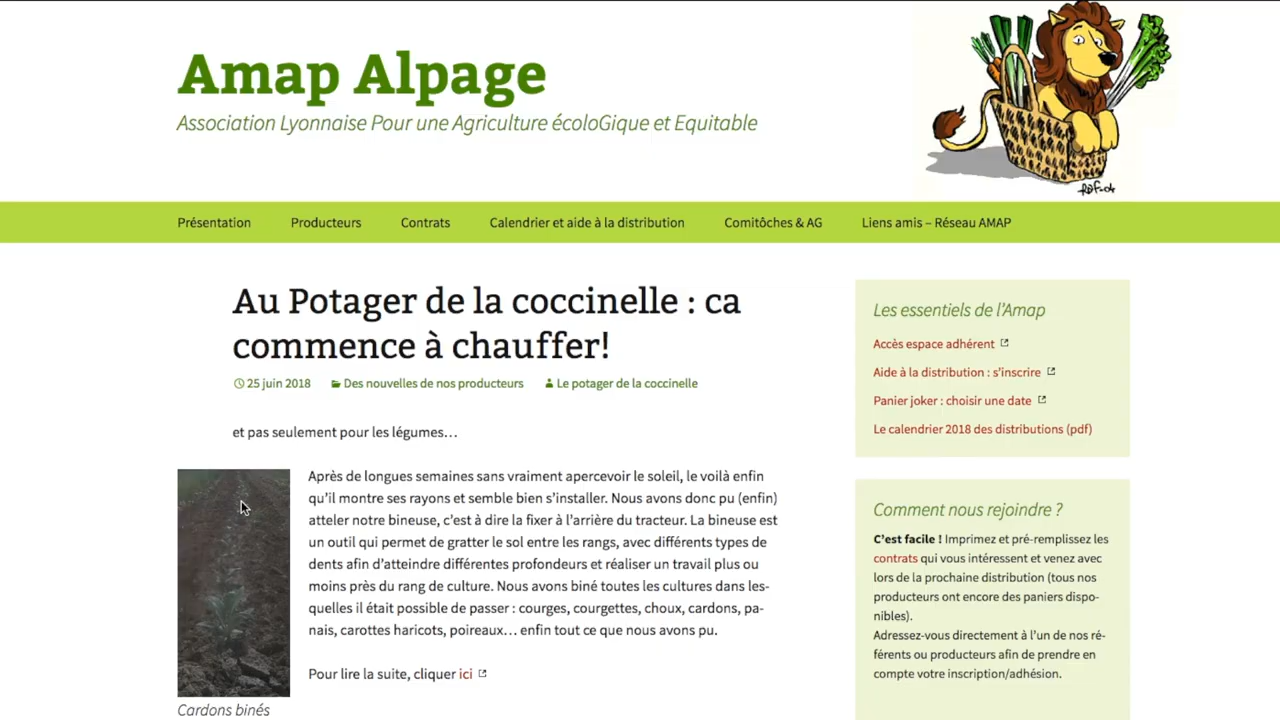 Amap Alpage
Association Lyonnaise Pour une Agriculture écoloGique et Equitable
Présentation
Producteurs
Contrats
Calendrier et aide à la distribution
Comitôches & AG
Liens amis – Réseau AMAP
Au Potager de la coccinelle : ca
commence à chauffer!
25 juin 2018
Des nouvelles de nos producteurs
Le potager de la coccinelle
et pas seulement pour les légumes…
Après de longues semaines sans vraiment apercevoir le soleil, le voilà enfin
qu’il montre ses rayons et semble bien s’installer. Nous avons donc pu (enfin)
atteler notre bineuse, c’est à dire la fixer à l’arrière du tracteur. La bineuse est
un outil qui permet de gratter le sol entre les rangs, avec différents types de
dents afin d’atteindre différentes profondeurs et réaliser un travail plus ou
moins près du rang de culture. Nous avons biné toutes les cultures dans les-
quelles il était possible de passer : courges, courgettes, choux, cardons, pa-
nais, carottes haricots, poireaux… enfin tout ce que nous avons pu.
Pour lire la suite, cliquer ici
Cardons binés
Les essentiels de l’Amap
Accès espace adhérent
Aide à la distribution : s’inscrire
Panier joker : choisir une date
Le calendrier 2018 des distributions (pdf)
Comment nous rejoindre ?
C’est facile ! Imprimez et pré-remplissez les
contrats qui vous intéressent et venez avec
lors de la prochaine distribution (tous nos
producteurs ont encore des paniers dispo-
nibles).
Adressez-vous directement à l’un de nos ré-
férents ou producteurs afin de prendre en
compte votre inscription/adhésion.